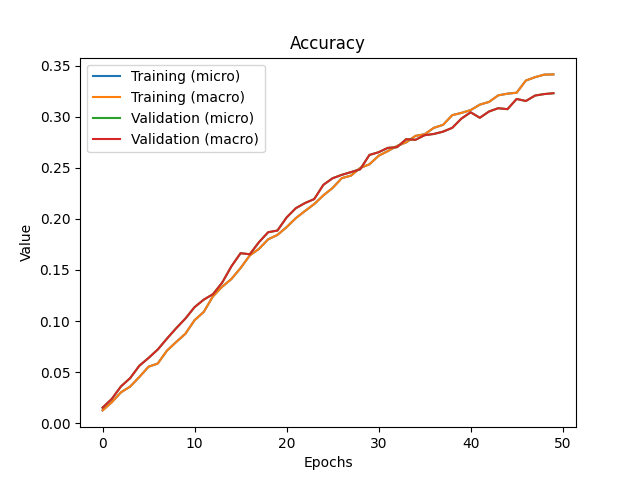 Accuracy
Training (micro)
Training (macro)
Validation (micro)
Validation (macro)
Value
0.35
0.30
0.25
0.20
0.15
0.10
0.05
0.00
0 10 20 30 40 50
Epochs